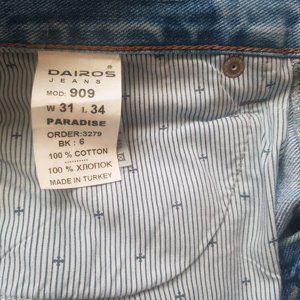 DAIROS
JEANS
MOD: 909
W 31 L 34
PARADISE
ORDER:3279
BK : 6
100 % COTTON
100 % ХЛОПОК
MADE IN TURKEY